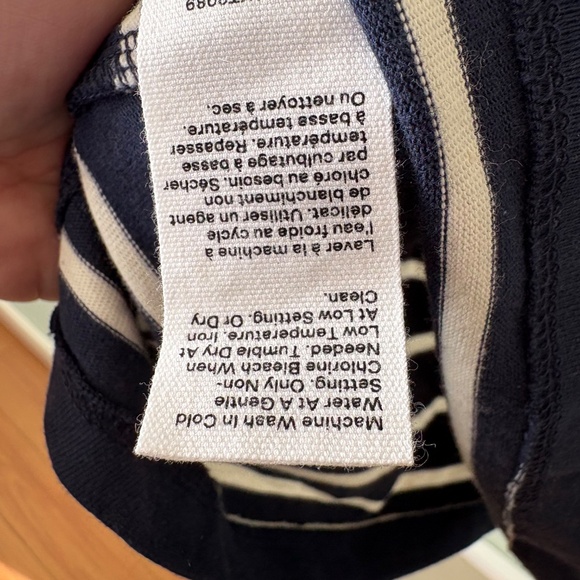 Machine Wash In Cold
Water At A Gentle
Setting. Only Non-
Chlorine Bleach When
Needed. Tumble Dry At
Low Temperature. Iron
At Low Setting. Or Dry
Clean.
Laver à la machine à
l'eau froide au cycle
délicat. Utiliser un agent
de blanchiment non
chloré au besoin. Sécher
par culbutage à basse
température. Repasser
à basse température.
Ou nettoyer à sec.